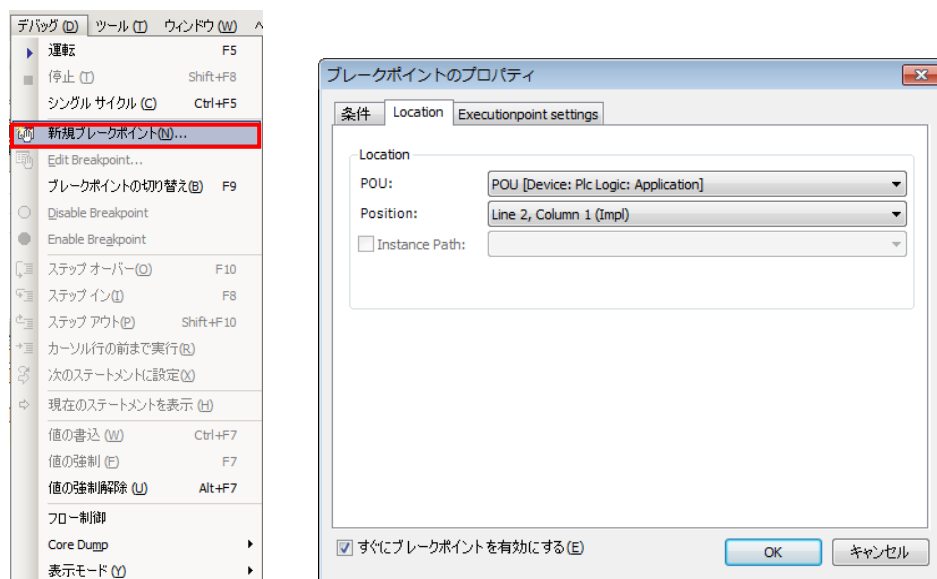 デバッグ (D) ツール (T) ウィンドウ (W) ヘ
運転 F5
停止 (T) Shift+F8
シングル サイクル (C) Ctrl+F5
新規ブレークポイント(N)...
Edit Breakpoint...
ブレークポイントの切り替え(B) F9
Disable Breakpoint
Enable Breakpoint
ステップ オーバー(O) F10
ステップ イン(I) F8
ステップ アウト(P) Shift+F10
カーソル行の前まで実行(R)
次のステートメントに設定(X)
現在のステートメントを表示 (H)
値の書込 (W) Ctrl+F7
値の強制 (F) F7
値の強制解除 (U) Alt+F7
フロー制御
Core Dump
表示モード (Y)
ブレークポイントのプロパティ
条件 Location Executionpoint settings
Location
POU: POU [Device: Plc Logic: Application]
Position: Line 2, Column 1 (Impl)
Instance Path:
すぐにブレークポイントを有効にする(E) OK キャンセル